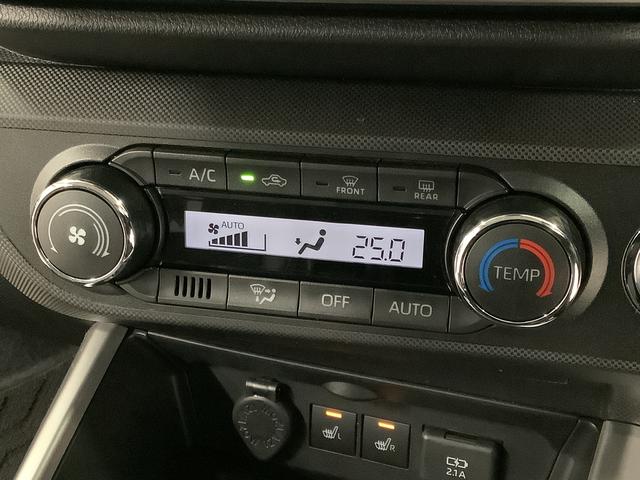 A/C
FRONT
REAR
AUTO
25.0
TEMP
OFF
AUTO
L
R
2.1A